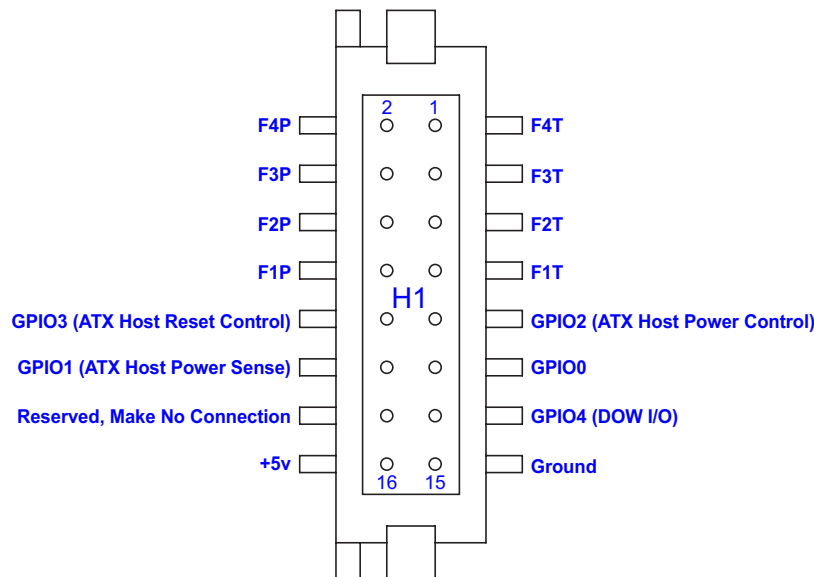 2 1
F4P F4T
F3P F3T
F2P F2T
F1P F1T
H1
GPIO3 (ATX Host Reset Control) GPIO2 (ATX Host Power Control)
GPIO1 (ATX Host Power Sense) GPIO0
Reserved, Make No Connection GPIO4 (DOW I/O)
+5v Ground
16 15